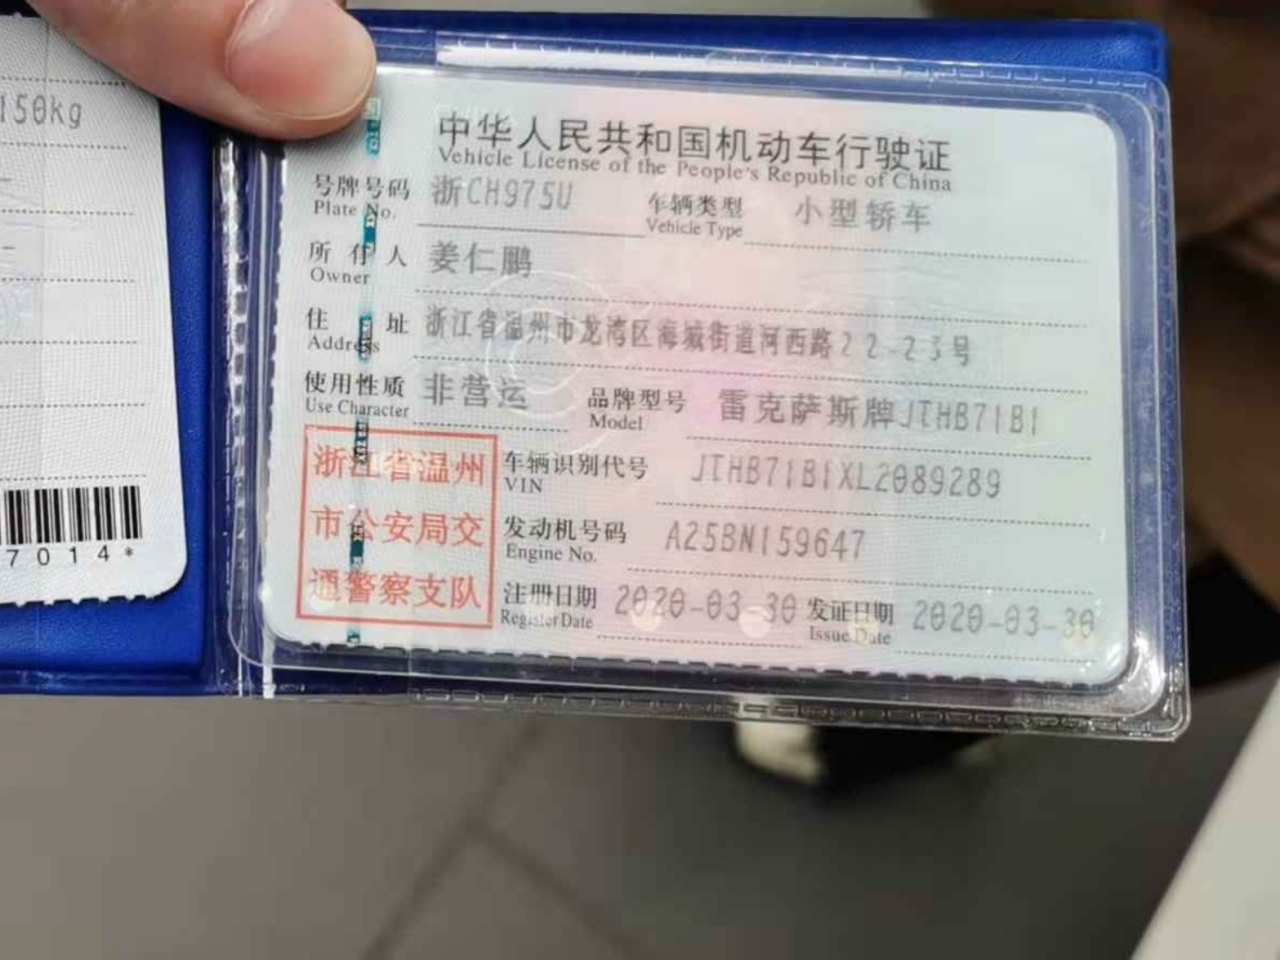 150kg
7014*
中华人民共和国机动车行驶证
Vehicle License of the People's Republic of China
号牌号码 浙CH975U 车辆类型 小型轿车
Plate No. Vehicle Type
所有人 姜仁鹏
Owner
住址 浙江省温州市龙湾区海城街道河西路22-23号
Address
使用性质 非营运 品牌型号 雷克萨斯牌JTHB71B1
Use Character Model
浙江省温州
市公安局交
通警察支队
车辆识别代号 JTHB71B1XL2089289
VIN
发动机号码 A25BN159647
Engine No.
注册日期 2020-03-30 发证日期 2020-03-30
Register Date Issue Date